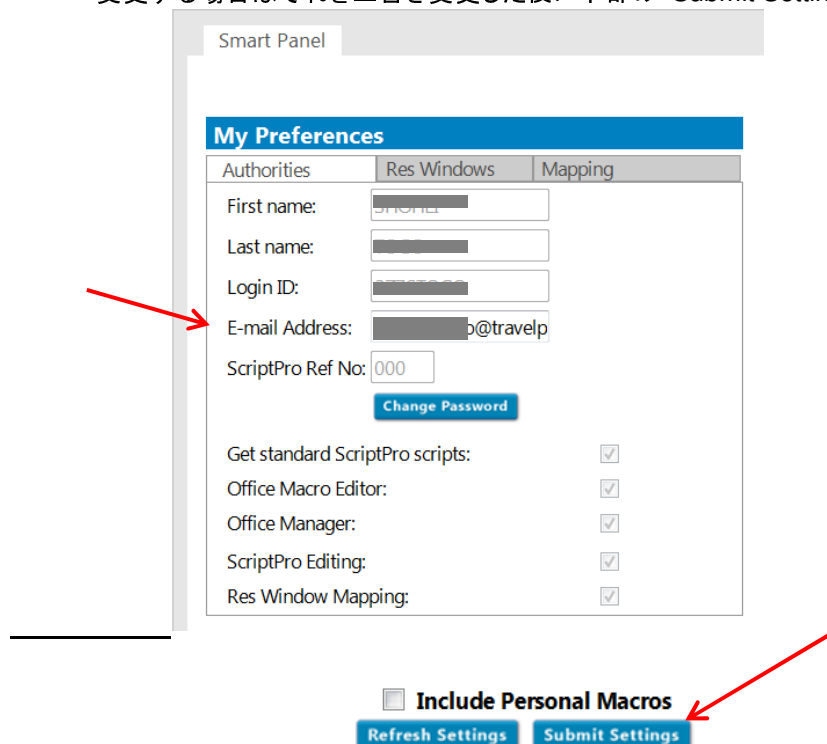 Smart Panel
My Preferences
Authorities Res Windows Mapping
First name:
Last name:
Login ID:
E-mail Address: o@travelp
ScriptPro Ref No: 000
Change Password
Get standard ScriptPro scripts:
Office Macro Editor:
Office Manager:
ScriptPro Editing:
Res Window Mapping:
Include Personal Macros
Refresh Settings Submit Settings